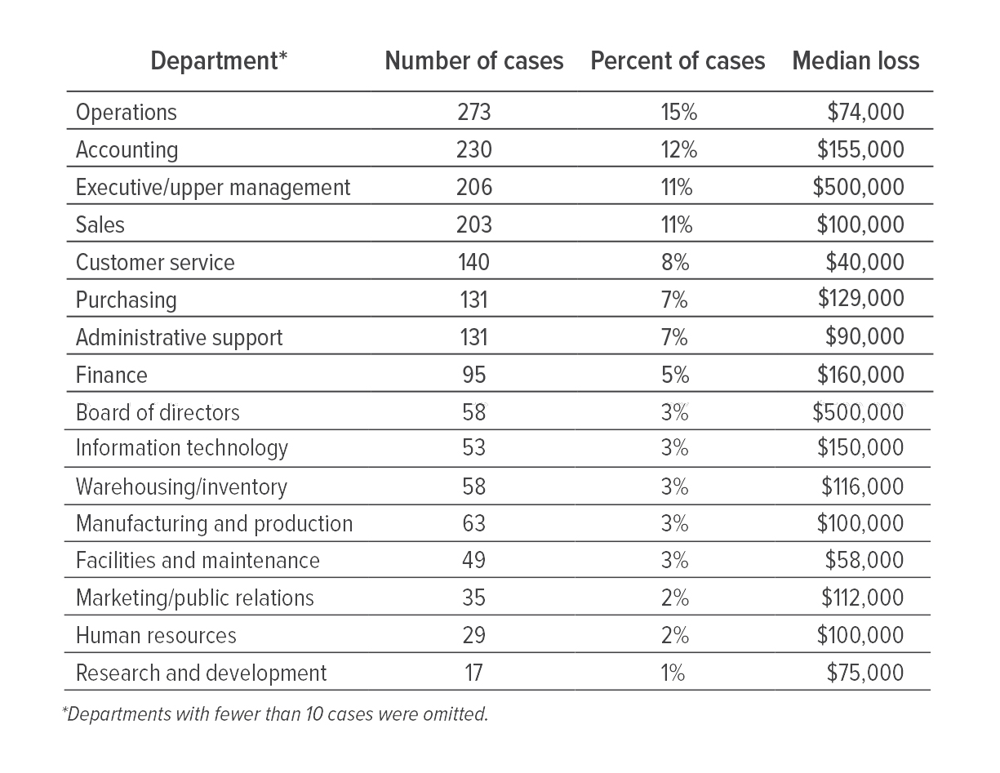 Department* Number of cases Percent of cases Median loss
Operations 273 15% $74,000
Accounting 230 12% $155,000
Executive/upper management 206 11% $500,000
Sales 203 11% $100,000
Customer service 140 8% $40,000
Purchasing 131 7% $129,000
Administrative support 131 7% $90,000
Finance 95 5% $160,000
Board of directors 58 3% $500,000
Information technology 53 3% $150,000
Warehousing/inventory 58 3% $116,000
Manufacturing and production 63 3% $100,000
Facilities and maintenance 49 3% $58,000
Marketing/public relations 35 2% $112,000
Human resources 29 2% $100,000
Research and development 17 1% $75,000
*Departments with fewer than 10 cases were omitted.